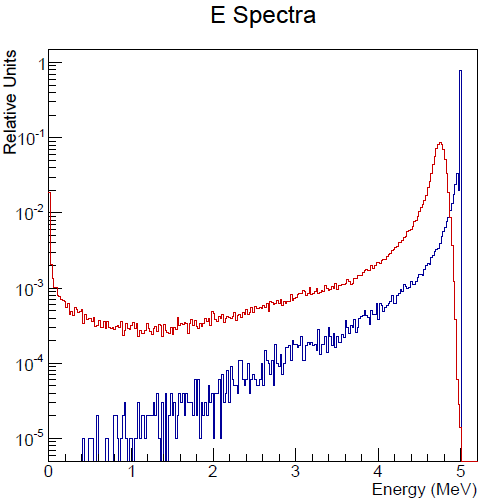 E Spectra
Relative Units
1
10⁻¹
10⁻²
10⁻³
10⁻⁴
10⁻⁵
0 1 2 3 4 5
Energy (MeV)